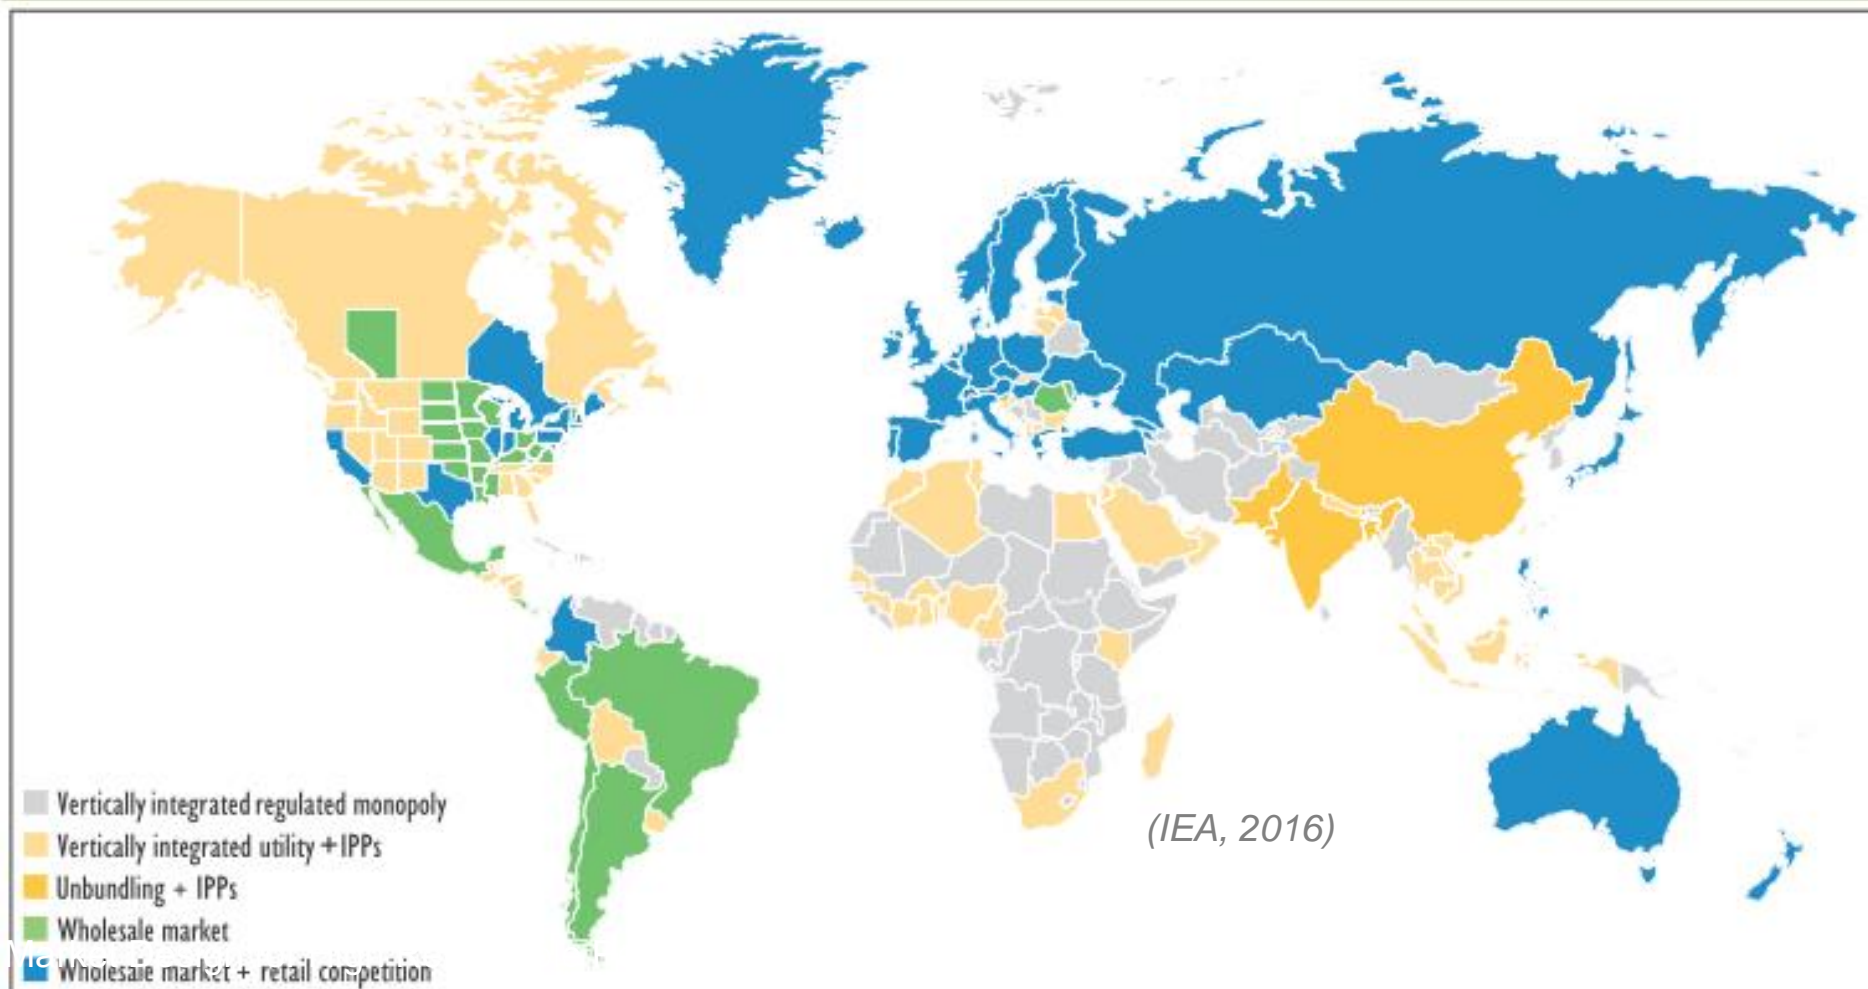 (IEA, 2016)
Vertically integrated regulated monopoly
Vertically integrated utility +IPPs
Unbundling + IPPs
Wholesale market
Wholesale market + retail competition